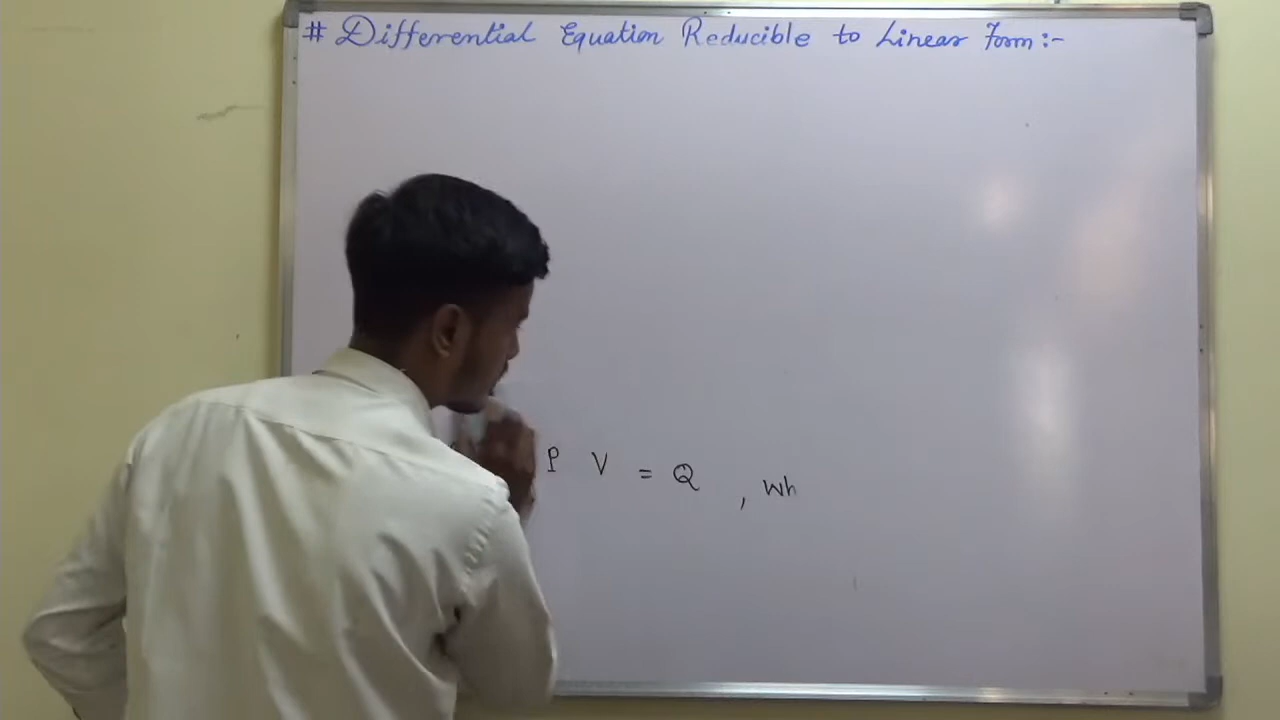 # Differential Equation Reducible to Linear Form :-
P V = Q , Wh